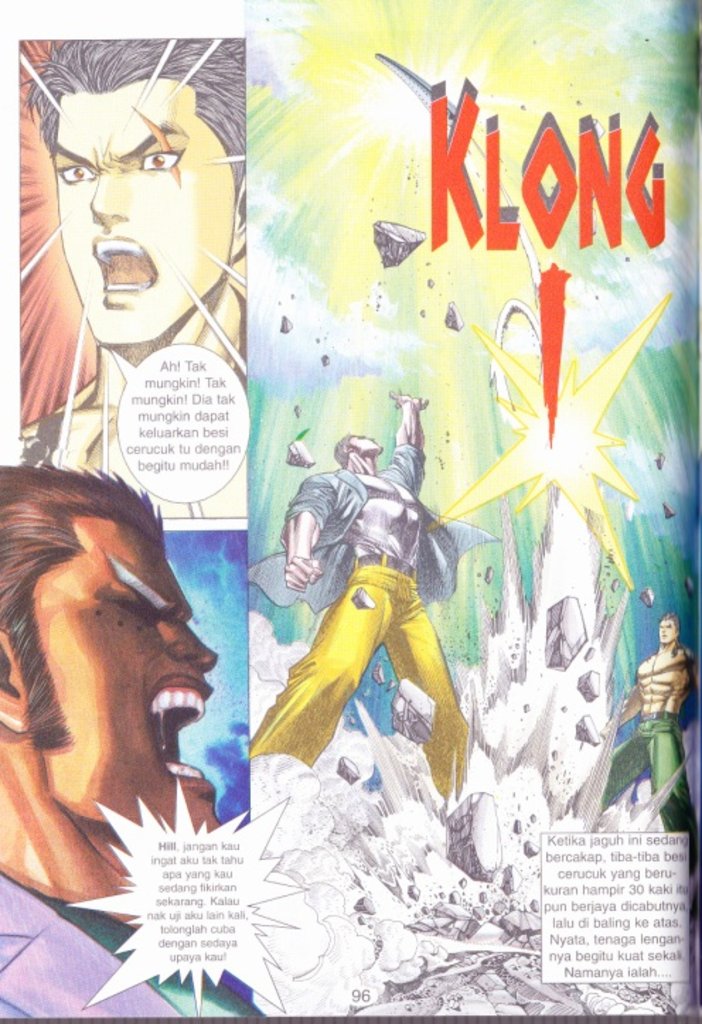 KLONG
!
Ah! Tak
mungkin! Tak
mungkin! Dia tak
mungkin dapat
keluarkan besi
cerucuk tu dengan
begitu mudah!!
Hill, jangan kau
ingat aku tak tahu
apa yang kau
sedang fikirkan
sekarang. Kalau
nak uji aku lain kali,
tolonglah cuba
dengan sedaya
upaya kau!
Ketika jaguh ini sedang
bercakap, tiba-tiba besi
cerucuk yang beru-
kuran hampir 30 kaki itu
pun berjaya dicabutnya,
lalu di baling ke atas.
Nyata, tenaga lengan-
nya begitu kuat sekali.
Namanya ialah....
96